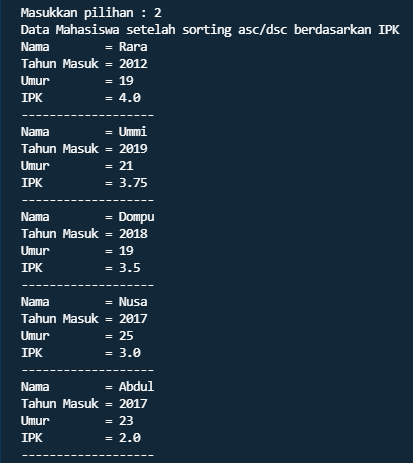 Masukkan pilihan : 2
Data Mahasiswa setelah sorting asc/dsc berdasarkan IPK
Nama        = Rara
Tahun Masuk = 2012
Umur        = 19
IPK         = 4.0
-------------------
Nama        = Ummi
Tahun Masuk = 2019
Umur        = 21
IPK         = 3.75
-------------------
Nama        = Dompu
Tahun Masuk = 2018
Umur        = 19
IPK         = 3.5
-------------------
Nama        = Nusa
Tahun Masuk = 2017
Umur        = 25
IPK         = 3.0
-------------------
Nama        = Abdul
Tahun Masuk = 2017
Umur        = 23
IPK         = 2.0
-------------------